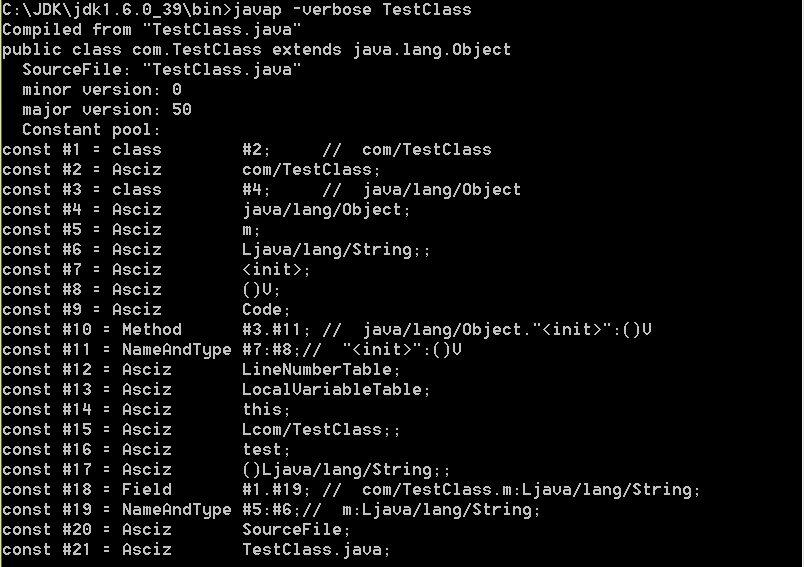 C:\JDK\jdk1.6.0_39\bin>javap -verbose TestClass
Compiled from "TestClass.java"
public class com.TestClass extends java.lang.Object
  SourceFile: "TestClass.java"
  minor version: 0
  major version: 50
  Constant pool:
const #1 = class        #2;     //  com/TestClass
const #2 = Asciz        com/TestClass;
const #3 = class        #4;     //  java/lang/Object
const #4 = Asciz        java/lang/Object;
const #5 = Asciz        m;
const #6 = Asciz        Ljava/lang/String;;
const #7 = Asciz        <init>;
const #8 = Asciz        ()V;
const #9 = Asciz        Code;
const #10 = Method      #3.#11; //  java/lang/Object."<init>":()V
const #11 = NameAndType #7:#8;//  "<init>":()V
const #12 = Asciz       LineNumberTable;
const #13 = Asciz       LocalVariableTable;
const #14 = Asciz       this;
const #15 = Asciz       Lcom/TestClass;;
const #16 = Asciz       test;
const #17 = Asciz       ()Ljava/lang/String;;
const #18 = Field       #1.#19; //  com/TestClass.m:Ljava/lang/String;
const #19 = NameAndType #5:#6;//  m:Ljava/lang/String;
const #20 = Asciz       SourceFile;
const #21 = Asciz       TestClass.java;